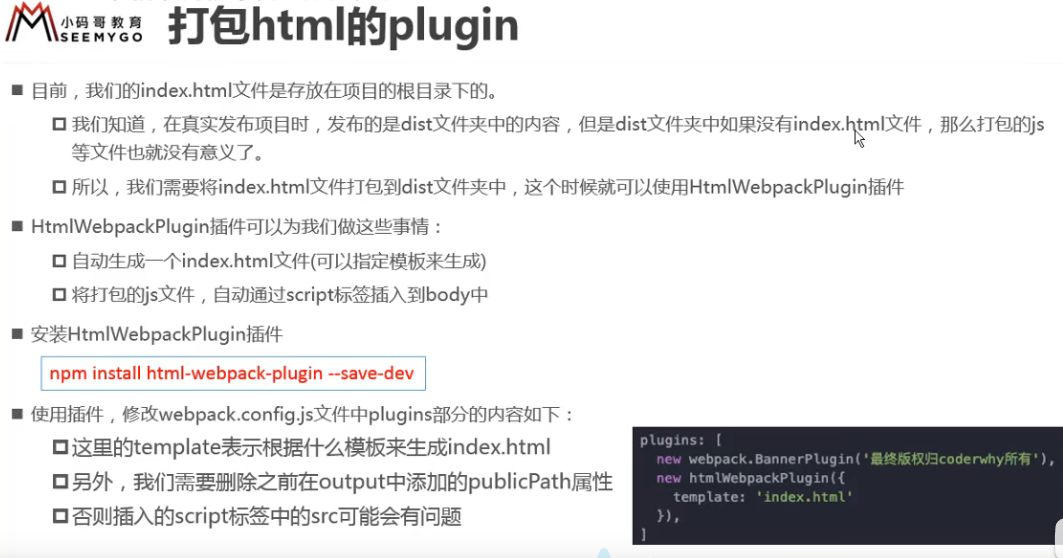 小码哥教育
SEEMYGO
打包html的plugin
目前，我们的index.html文件是存放在项目的根目录下的。
我们知道，在真实发布项目时，发布的是dist文件夹中的内容，但是dist文件夹中如果没有index.html文件，那么打包的js
等文件也就没有意义了。
所以，我们需要将index.html文件打包到dist文件夹中，这个时候就可以使用HtmlWebpackPlugin插件
HtmlWebpackPlugin插件可以为我们做这些事情：
自动生成一个index.html文件(可以指定模板来生成)
将打包的js文件，自动通过script标签插入到body中
安装HtmlWebpackPlugin插件
npm install html-webpack-plugin --save-dev
使用插件，修改webpack.config.js文件中plugins部分的内容如下：
这里的template表示根据什么模板来生成index.html
另外，我们需要删除之前在output中添加的publicPath属性
否则插入的script标签中的src可能会有问题
plugins: [
new webpack.BannerPlugin('最终版权归coderwhy所有'),
new htmlWebpackPlugin({
template: 'index.html'
}),
]